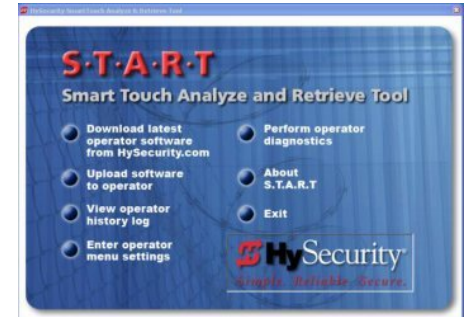 HySecurity Smart Touch Analyze & Retrieve Tool
S·T·A·R·T
Smart Touch Analyze and Retrieve Tool
Download latest
operator software
from HySecurity.com
Upload software
to operator
View operator
history log
Enter operator
menu settings
Perform operator
diagnostics
About
S.T.A.R.T
Exit
HySecurity
Simple. Reliable. Secure.